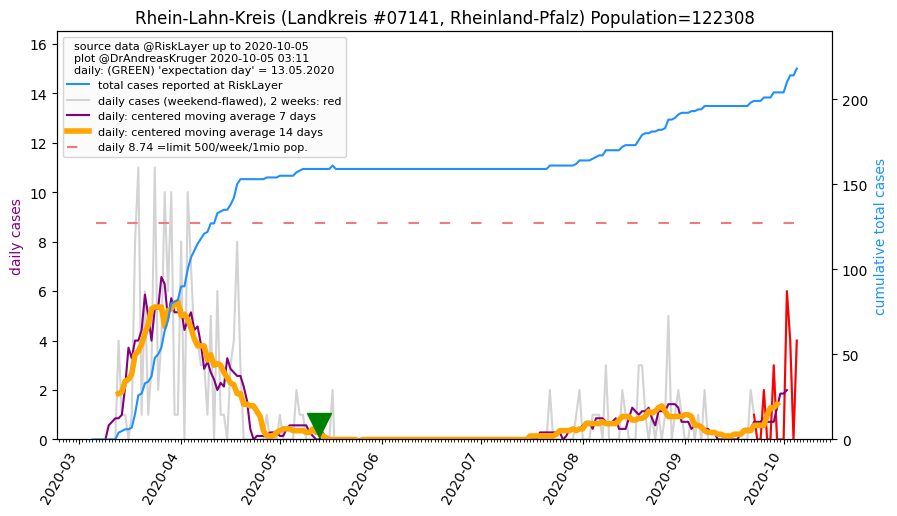 Rhein-Lahn-Kreis (Landkreis #07141, Rheinland-Pfalz) Population=122308
source data @RiskLayer up to 2020-10-05
plot @DrAndreasKruger 2020-10-05 03:11
daily: (GREEN) 'expectation day' = 13.05.2020
total cases reported at RiskLayer
daily cases (weekend-flawed), 2 weeks: red
daily: centered moving average 7 days
daily: centered moving average 14 days
daily 8.74 =limit 500/week/1mio pop.
daily cases
16
14
12
10
8
6
4
2
0
cumulative total cases
200
150
100
50
0
2020-03
2020-04
2020-05
2020-06
2020-07
2020-08
2020-09
2020-10